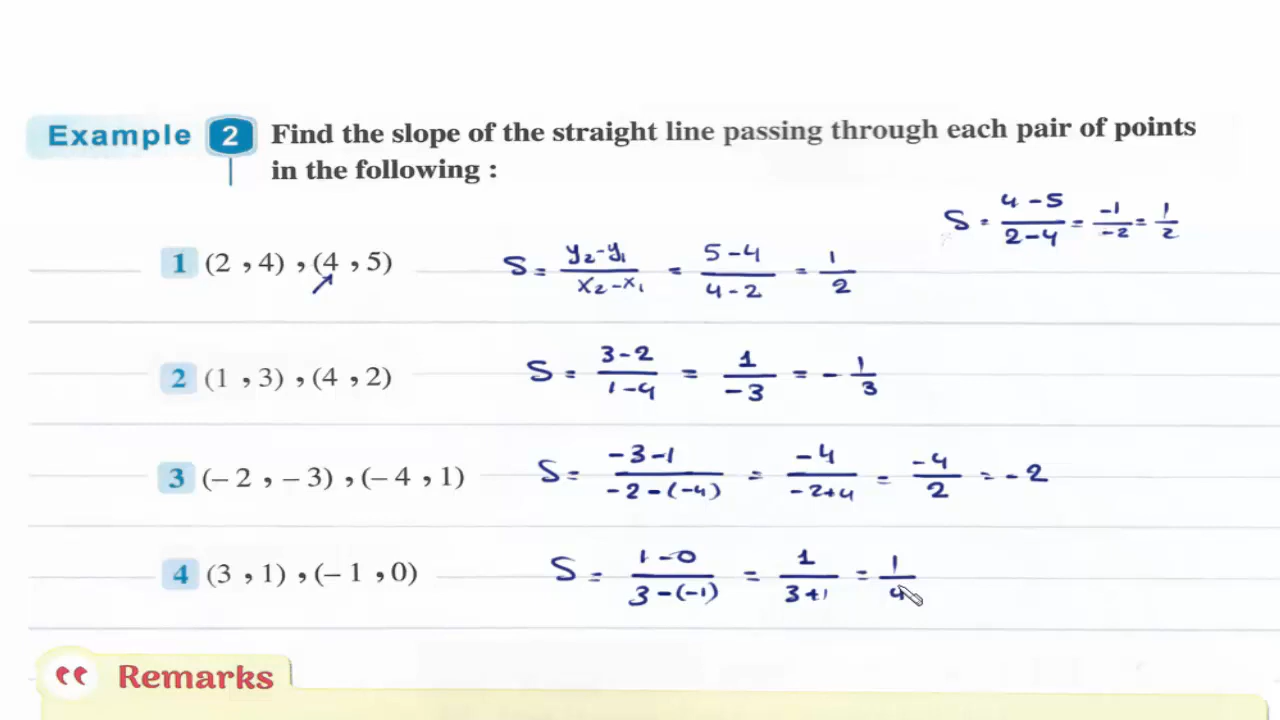 Example 2 Find the slope of the straight line passing through each pair of points
in the following :
S = (4 - 5)/(2 - 4) = -1/-2 = 1/2
1 (2 , 4) , (4 , 5) S = (y₂ - y₁)/(x₂ - x₁) = (5 - 4)/(4 - 2) = 1/2
2 (1 , 3) , (4 , 2) S = (3 - 2)/(1 - 4) = 1/-3 = - 1/3
3 (– 2 , – 3) , (– 4 , 1) S = (-3 - 1)/(-2 - (-4)) = -4/(-2+4) = -4/2 = -2
4 (3 , 1) , (– 1 , 0) S = (1 - 0)/(3 - (-1)) = 1/(3+1) = 1/4
Remarks